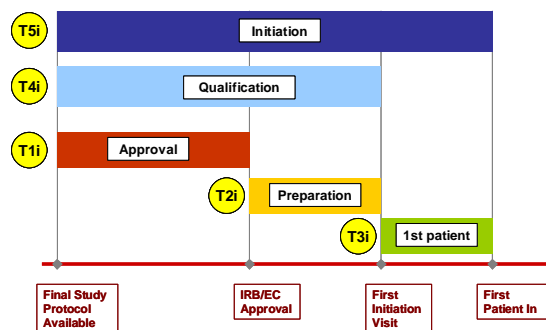 T5i
Initiation
T4i
Qualification
T1i
Approval
T2i
Preparation
T3i
1st patient
Final Study
Protocol
Available
IRB/EC
Approval
First
Initiation
Visit
First
Patient In